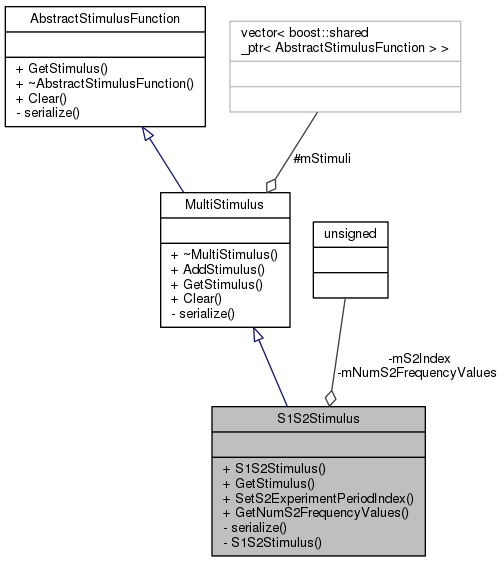 AbstractStimulusFunction
+ GetStimulus()
+ ~AbstractStimulusFunction()
+ Clear()
- serialize()
vector< boost::shared
_ptr< AbstractStimulusFunction > >
#mStimuli
MultiStimulus
+ ~MultiStimulus()
+ AddStimulus()
+ GetStimulus()
+ Clear()
- serialize()
unsigned
-mS2Index
-mNumS2FrequencyValues
S1S2Stimulus
+ S1S2Stimulus()
+ GetStimulus()
+ SetS2ExperimentPeriodIndex()
+ GetNumS2FrequencyValues()
- serialize()
- S1S2Stimulus()